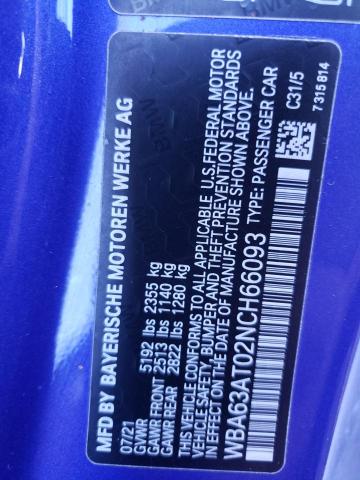 MFD BY BAYERISCHE MOTOREN WERKE AG
07/21
GVWR 5192 lbs 2355 kg
GAWR FRONT 2513 lbs 1140 kg
GAWR REAR 2822 lbs 1280 kg
THIS VEHICLE CONFORMS TO ALL APPLICABLE U.S. FEDERAL MOTOR
VEHICLE SAFETY, BUMPER AND THEFT PREVENTION STANDARDS
IN EFFECT ON THE DATE OF MANUFACTURE SHOWN ABOVE.
WBA63AT02NCH66093 TYPE: PASSENGER CAR
C31/5
7 315 814
BMW